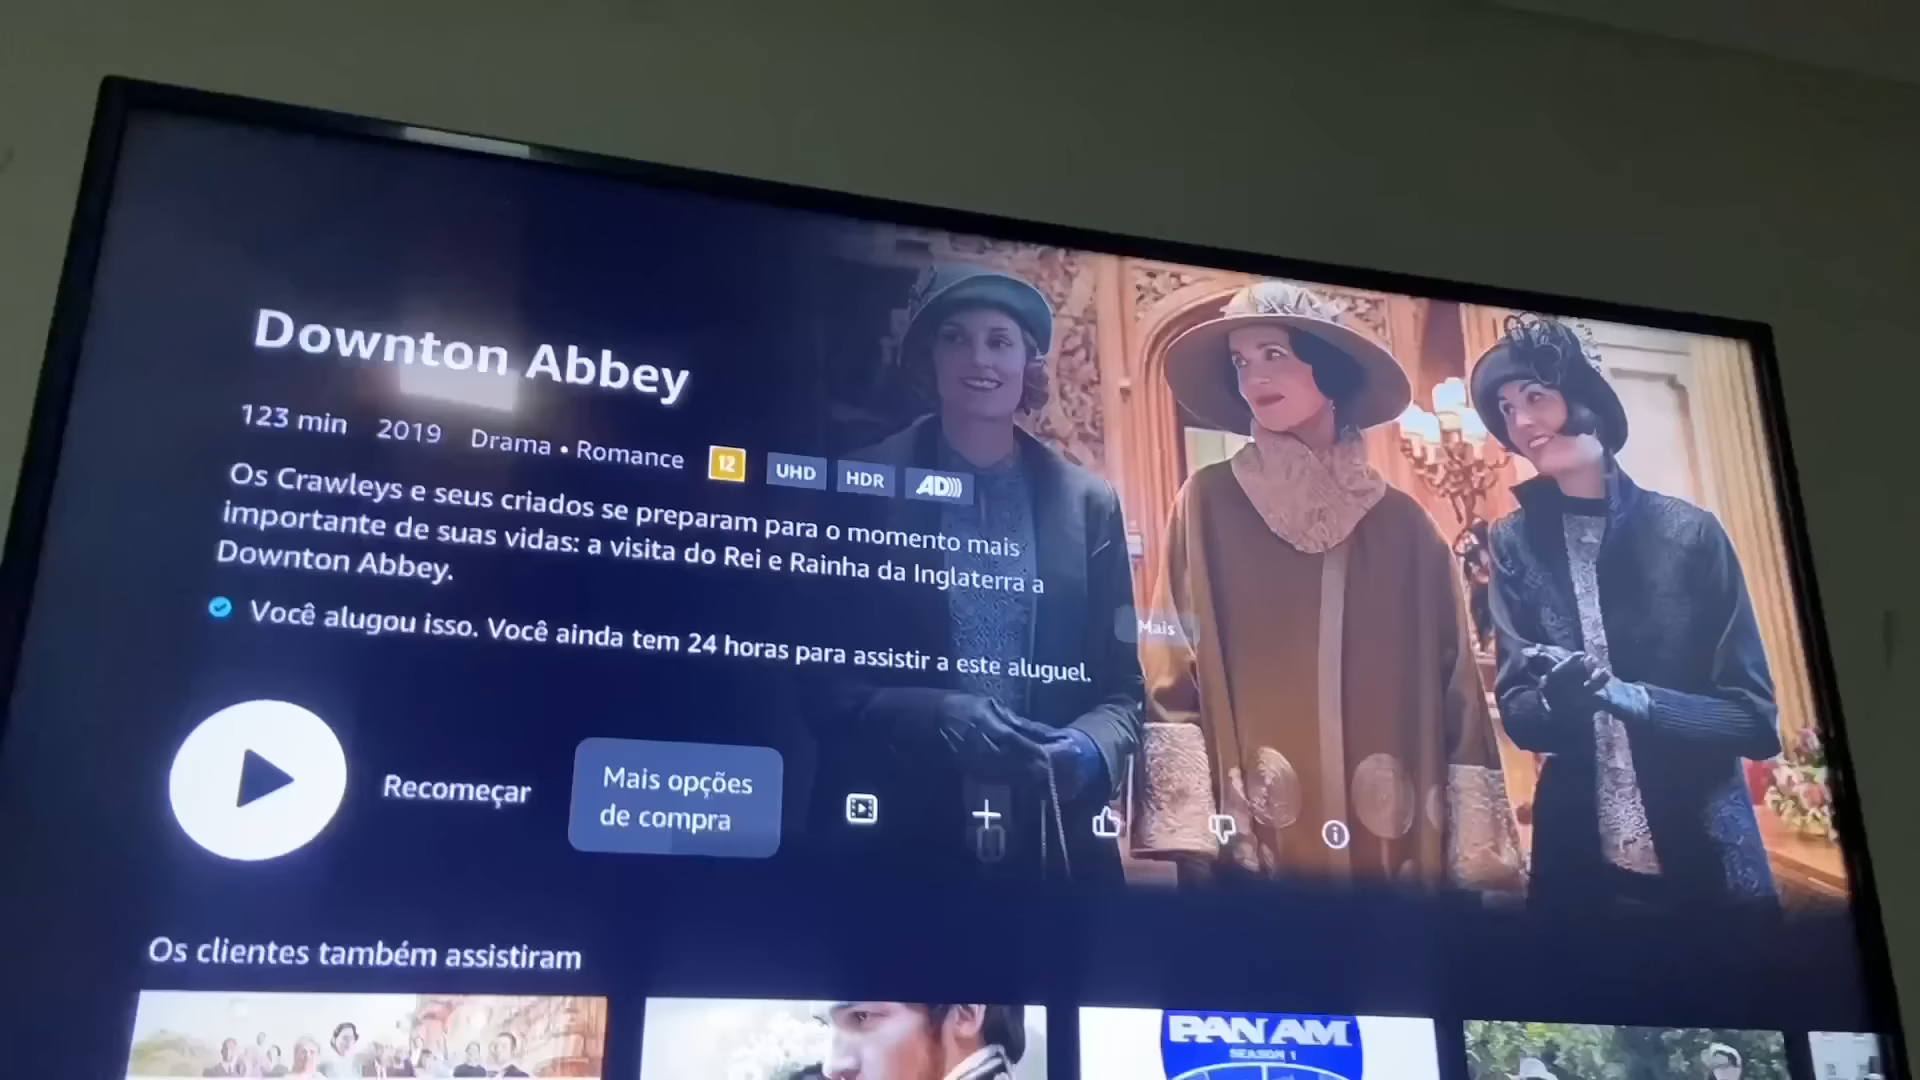 Downton Abbey
123 min 2019 Drama • Romance 12 UHD HDR AD
Os Crawleys e seus criados se preparam para o momento mais
importante de suas vidas: a visita do Rei e Rainha da Inglaterra a
Downton Abbey.
Mais
Você alugou isso. Você ainda tem 24 horas para assistir a este aluguel.
Recomeçar
Mais opções
de compra
Os clientes também assistiram
PAN AM
SEASON 1